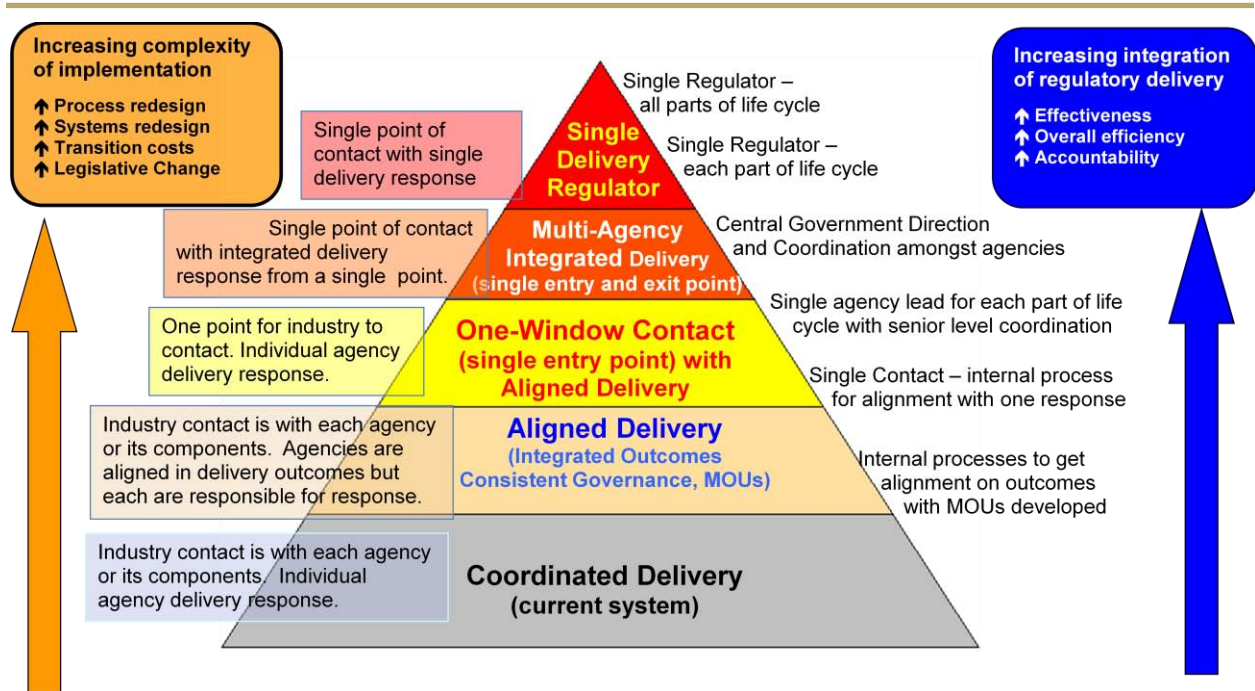 Increasing complexity
of implementation
↑ Process redesign
↑ Systems redesign
↑ Transition costs
↑ Legislative Change
Increasing integration
of regulatory delivery
↑ Effectiveness
↑ Overall efficiency
↑ Accountability
Single point of
contact with single
delivery response
Single
Delivery
Regulator
Single Regulator –
all parts of life cycle
Single Regulator –
each part of life cycle
Single point of contact
with integrated delivery
response from a single point.
Multi-Agency
Integrated Delivery
(single entry and exit point)
Central Government Direction
and Coordination amongst agencies
One point for industry to
contact. Individual agency
delivery response.
One-Window Contact
(single entry point) with
Aligned Delivery
Single agency lead for each part of life
cycle with senior level coordination
Single Contact – internal process
for alignment with one response
Industry contact is with each agency
or its components. Agencies are
aligned in delivery outcomes but
each are responsible for response.
Aligned Delivery
(Integrated Outcomes
Consistent Governance, MOUs)
Internal processes to get
alignment on outcomes
with MOUs developed
Industry contact is with each agency
or its components. Individual
agency delivery response.
Coordinated Delivery
(current system)